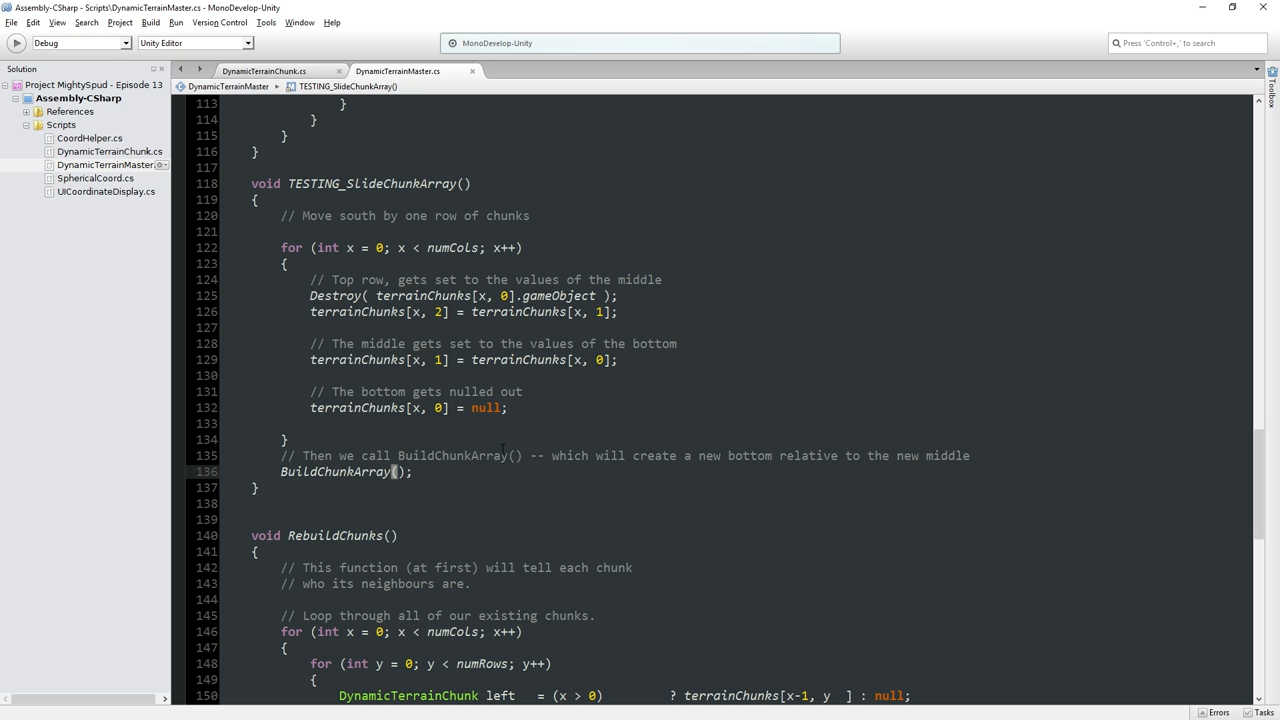 Assembly-CSharp - Scripts\DynamicTerrainMaster.cs - MonoDevelop-Unity
File Edit View Search Project Build Run Version Control Tools Window Help
Debug Unity Editor MonoDevelop-Unity Press 'Control+,' to search
Solution
Project MightySpud - Episode 13
Assembly-CSharp
References
Scripts
CoordHelper.cs
DynamicTerrainChunk.cs
DynamicTerrainMaster.
SphericalCoord.cs
UICoordinateDisplay.cs
DynamicTerrainChunk.cs DynamicTerrainMaster.cs
DynamicTerrainMaster TESTING_SlideChunkArray()
113 }
114 }
115 }
116 }
117
118 void TESTING_SlideChunkArray()
119 {
120 // Move south by one row of chunks
121
122 for (int x = 0; x < numCols; x++)
123 {
124 // Top row, gets set to the values of the middle
125 Destroy( terrainChunks[x, 0].gameObject );
126 terrainChunks[x, 2] = terrainChunks[x, 1];
127
128 // The middle gets set to the values of the bottom
129 terrainChunks[x, 1] = terrainChunks[x, 0];
130
131 // The bottom gets nulled out
132 terrainChunks[x, 0] = null;
133
134 }
135 // Then we call BuildChunkArray() -- which will create a new bottom relative to the new middle
136 BuildChunkArray();
137 }
138
139
140 void RebuildChunks()
141 {
142 // This function (at first) will tell each chunk
143 // who its neighbours are.
144
145 // Loop through all of our existing chunks.
146 for (int x = 0; x < numCols; x++)
147 {
148 for (int y = 0; y < numRows; y++)
149 {
150 DynamicTerrainChunk left = (x > 0) ? terrainChunks[x-1, y ] : null;
Toolbox
Errors Tasks